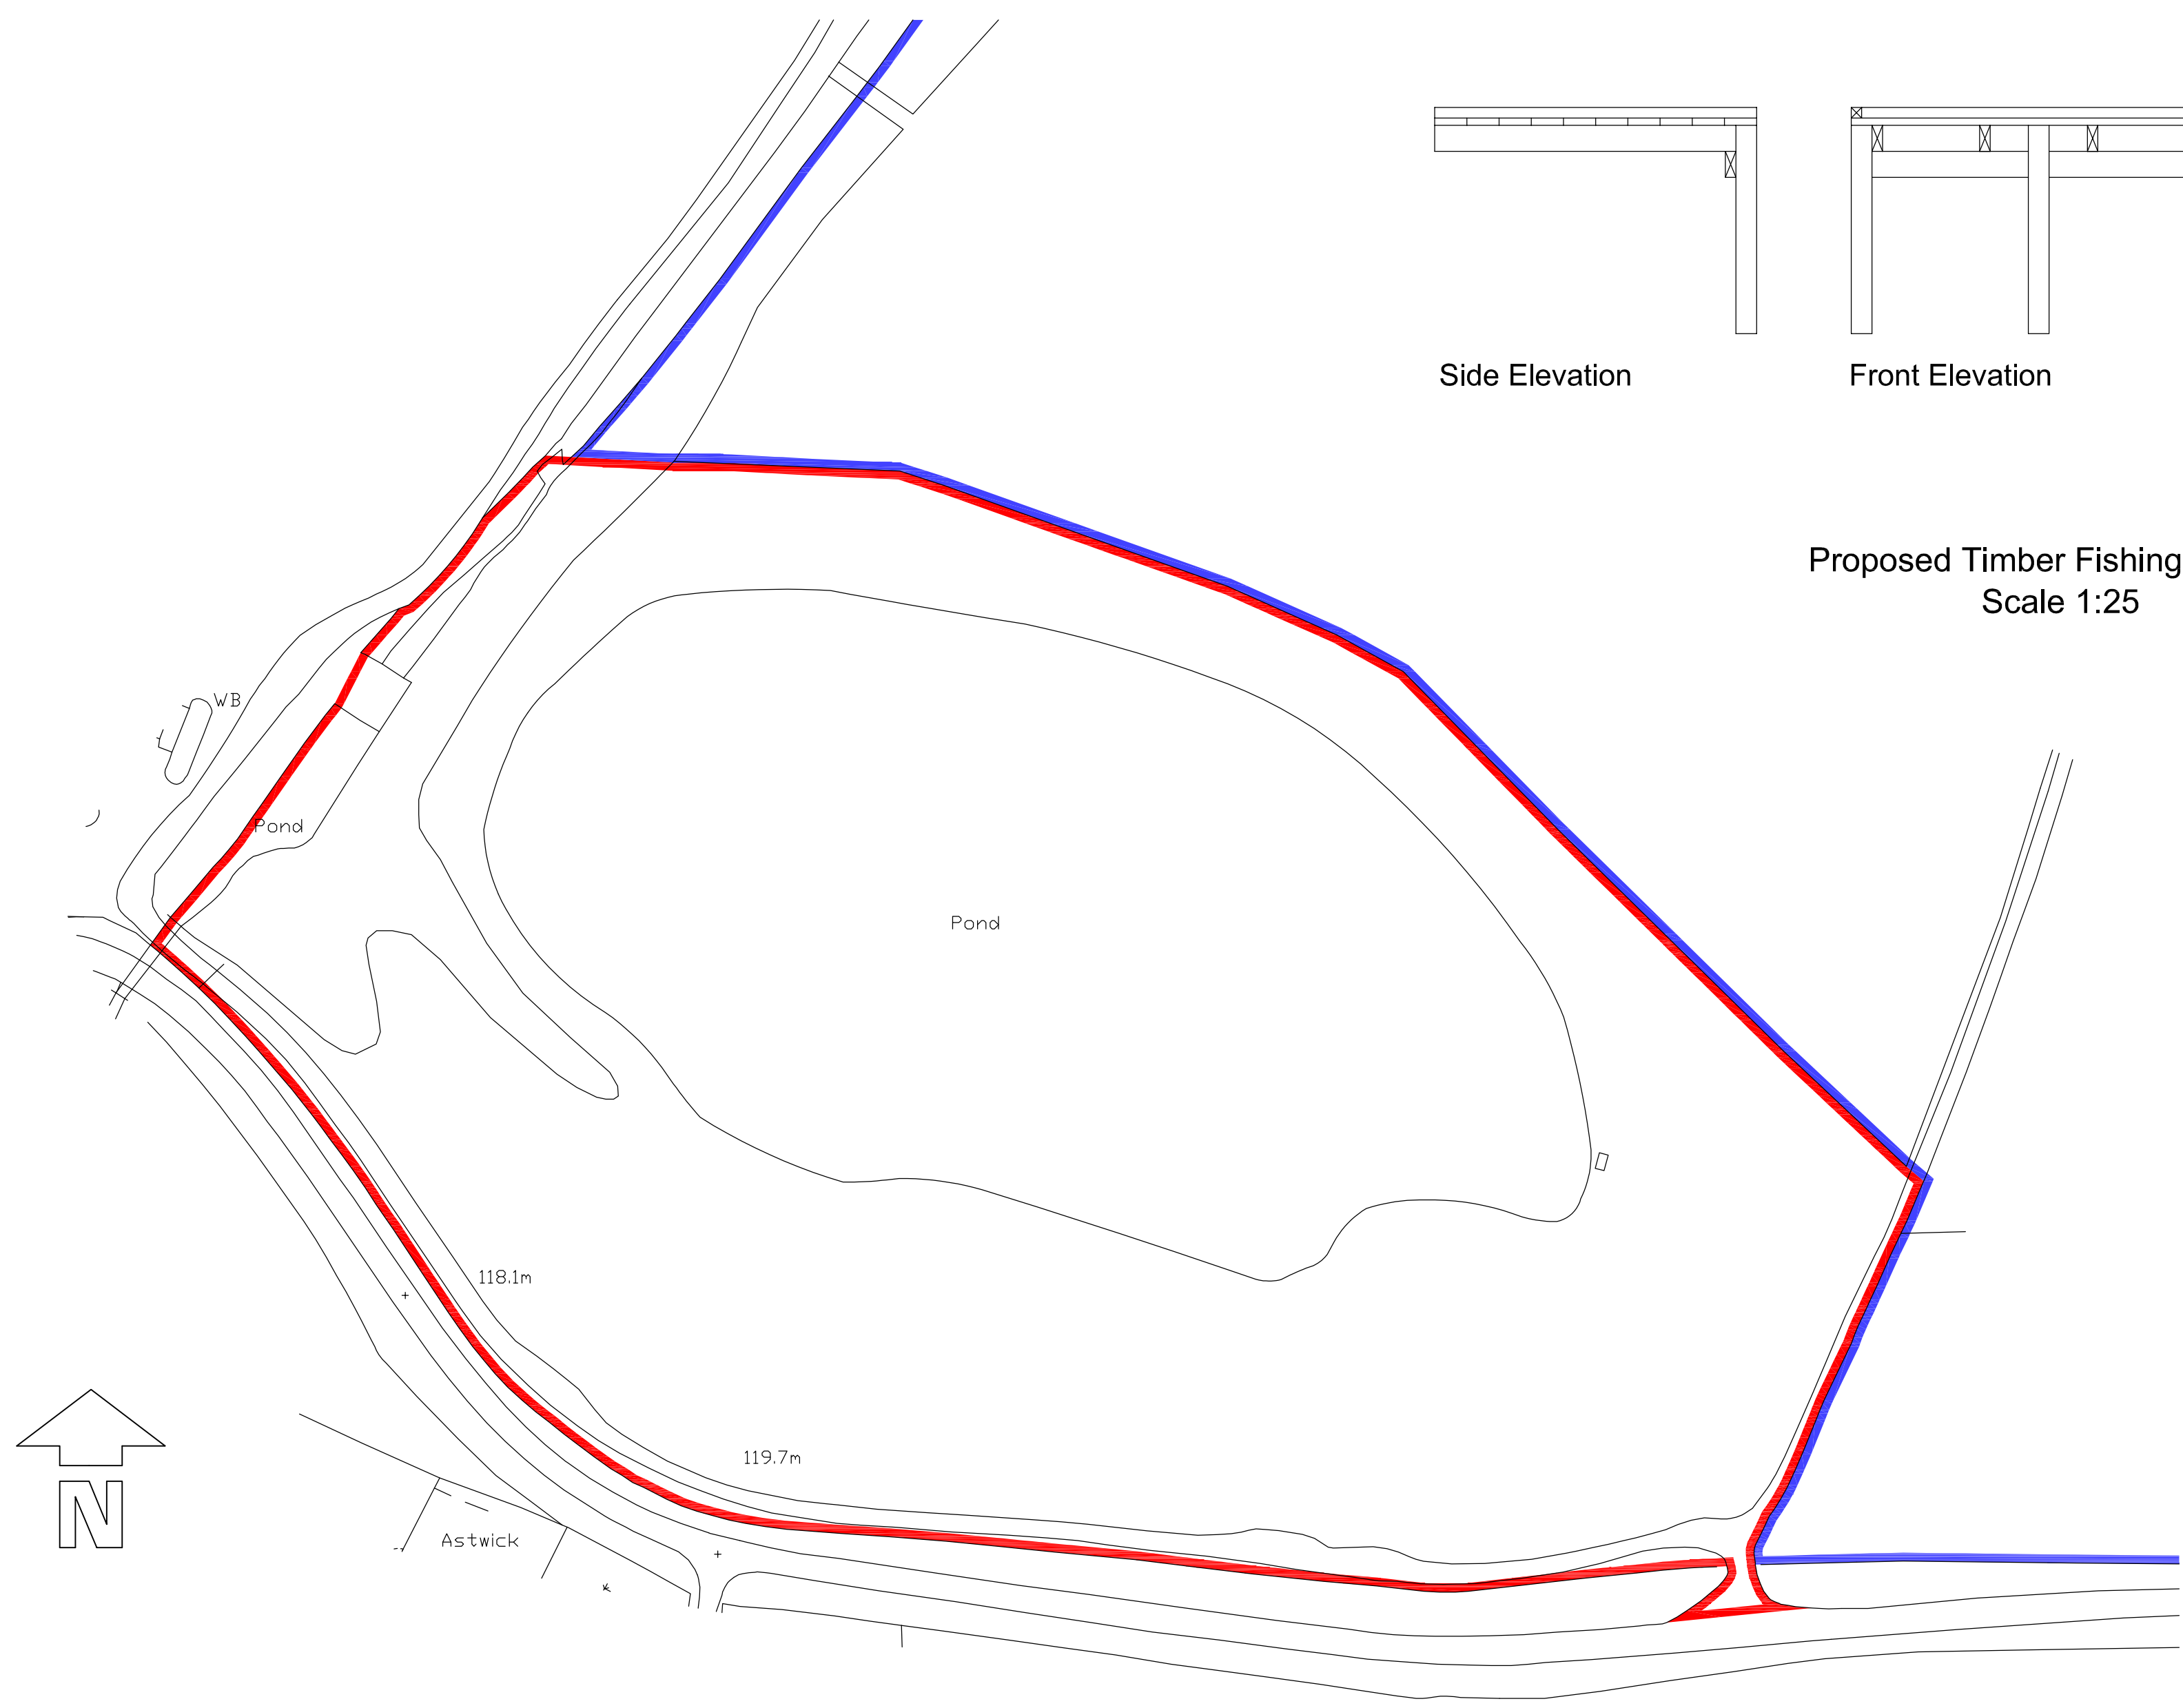 Side Elevation
Front Elevation
Proposed Timber Fishing
Scale 1:25
WB
Pond
Pond
118.1m
119.7m
Astwick
N